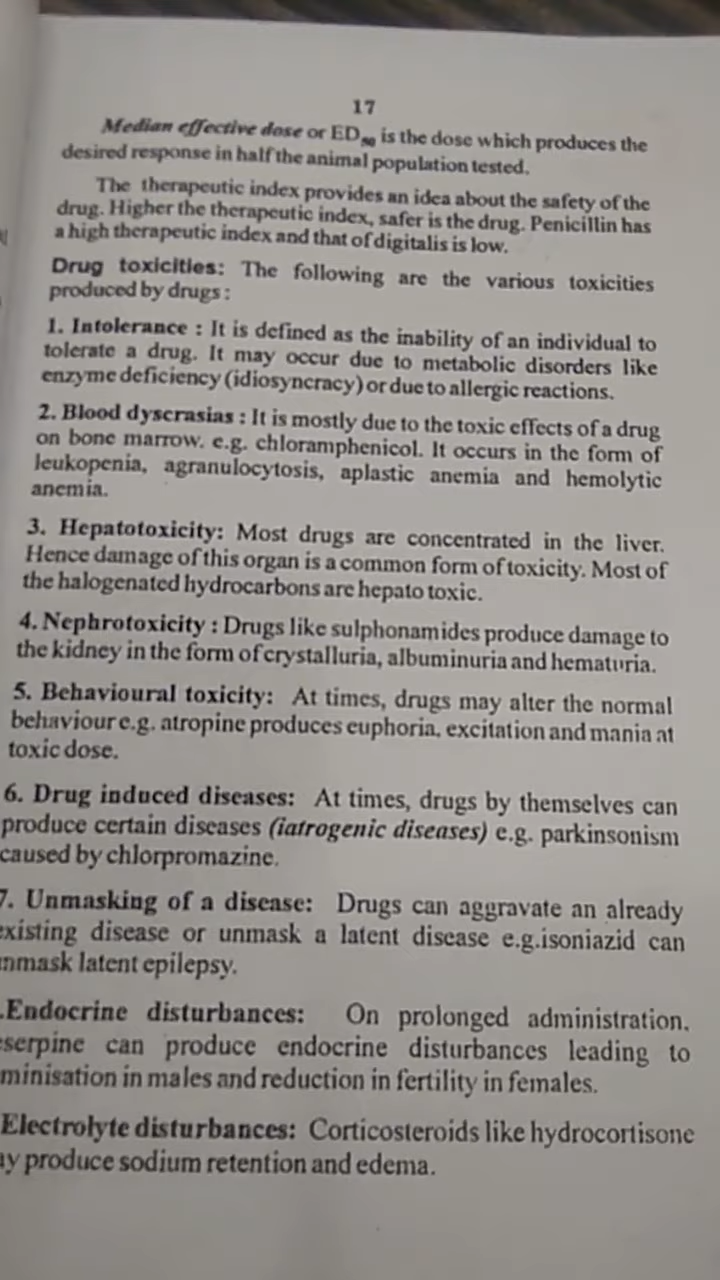 17
Median effective dose or ED50 is the dose which produces the
desired response in half the animal population tested.
The therapeutic index provides an idea about the safety of the
drug. Higher the therapeutic index, safer is the drug. Penicillin has
a high therapeutic index and that of digitalis is low.
Drug toxicities: The following are the various toxicities
produced by drugs:
1. Intolerance : It is defined as the inability of an individual to
tolerate a drug. It may occur due to metabolic disorders like
enzyme deficiency (idiosyncracy) or due to allergic reactions.
2. Blood dyscrasias : It is mostly due to the toxic effects of a drug
on bone marrow. e.g. chloramphenicol. It occurs in the form of
leukopenia, agranulocytosis, aplastic anemia and hemolytic
anemia.
3. Hepatotoxicity: Most drugs are concentrated in the liver.
Hence damage of this organ is a common form of toxicity. Most of
the halogenated hydrocarbons are hepato toxic.
4. Nephrotoxicity : Drugs like sulphonamides produce damage to
the kidney in the form of crystalluria, albuminuria and hematuria.
5. Behavioural toxicity: At times, drugs may alter the normal
behaviour e.g. atropine produces euphoria, excitation and mania at
toxic dose.
6. Drug induced diseases: At times, drugs by themselves can
produce certain diseases (iatrogenic diseases) e.g. parkinsonism
caused by chlorpromazine.
7. Unmasking of a disease: Drugs can aggravate an already
existing disease or unmask a latent disease e.g.isoniazid can
nmask latent epilepsy.
.Endocrine disturbances: On prolonged administration,
eserpine can produce endocrine disturbances leading to
minisation in males and reduction in fertility in females.
Electrolyte disturbances: Corticosteroids like hydrocortisone
ay produce sodium retention and edema.